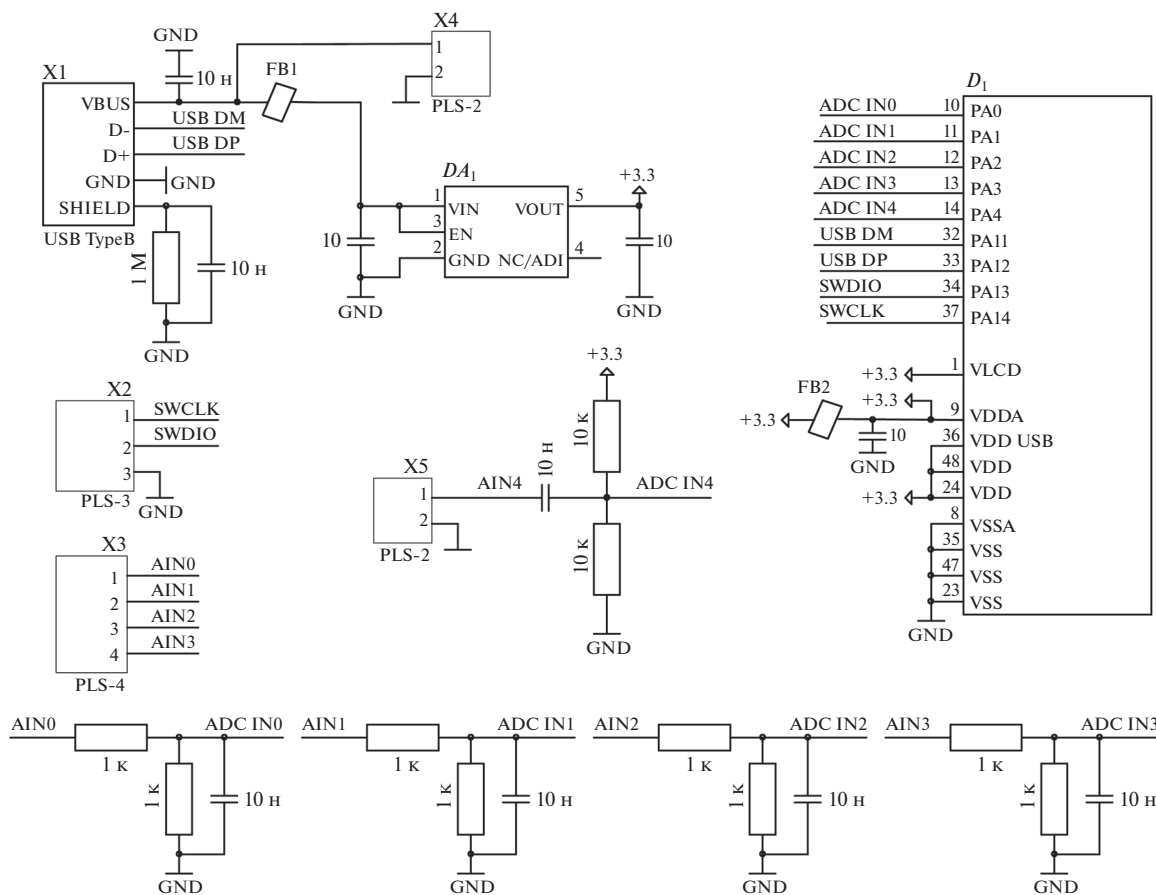 X1
GND
10 н
FB1
X4
1
2
PLS-2
VBUS
D-
USB DM
D+
USB DP
GND
GND
SHIELD
USB TypeB
1 М
10 н
GND
DA1
1
VIN
VOUT
5
+3.3
3
EN
2
GND
NC/ADI
4
10
10
GND
GND
D1
ADC IN0
10
PA0
ADC IN1
11
PA1
ADC IN2
12
PA2
ADC IN3
13
PA3
ADC IN4
14
PA4
USB DM
32
PA11
USB DP
33
PA12
SWDIO
34
PA13
SWCLK
37
PA14
+3.3
1
VLCD
FB2
+3.3
+3.3
9
VDDA
10
GND
36
VDD USB
48
VDD
+3.3
24
VDD
8
VSSA
35
VSS
47
VSS
23
VSS
GND
X2
1
SWCLK
2
SWDIO
3
PLS-3
GND
X5
1
2
PLS-2
AIN4
10 н
+3.3
10 к
ADC IN4
10 к
GND
X3
1
AIN0
2
AIN1
3
AIN2
4
AIN3
PLS-4
AIN0
1 к
ADC IN0
1 к
10 н
GND
AIN1
1 к
ADC IN1
1 к
10 н
GND
AIN2
1 к
ADC IN2
1 к
10 н
GND
AIN3
1 к
ADC IN3
1 к
10 н
GND